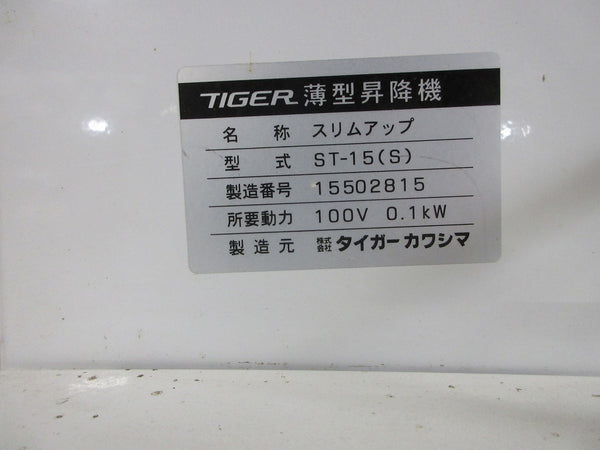 TIGER 薄型昇降機
名称 スリムアップ
型式 ST-15(S)
製造番号 15502815
所要動力 100V 0.1kW
製造元 株式会社 タイガーカワシマ